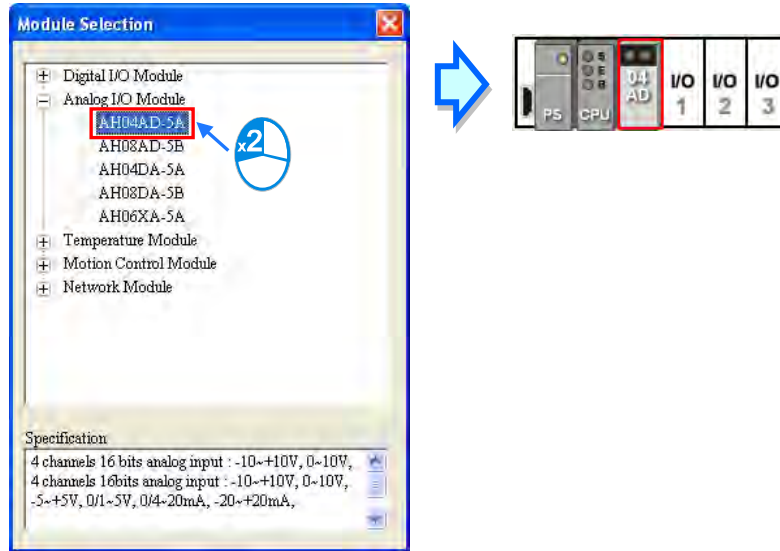 Module Selection
Digital I/O Module
Analog I/O Module
AH04AD-5A
AH08AD-5B
AH04DA-5A
AH08DA-5B
AH06XA-5A
Temperature Module
Motion Control Module
Network Module
x2
Specification
4 channels 16 bits analog input : -10~+10V, 0~10V,
4 channels 16bits analog input : -10~+10V, 0~10V,
-5~+5V, 0/1~5V, 0/4~20mA, -20~+20mA,
PS
CPU
04
AD
I/O
1
I/O
2
I/O
3